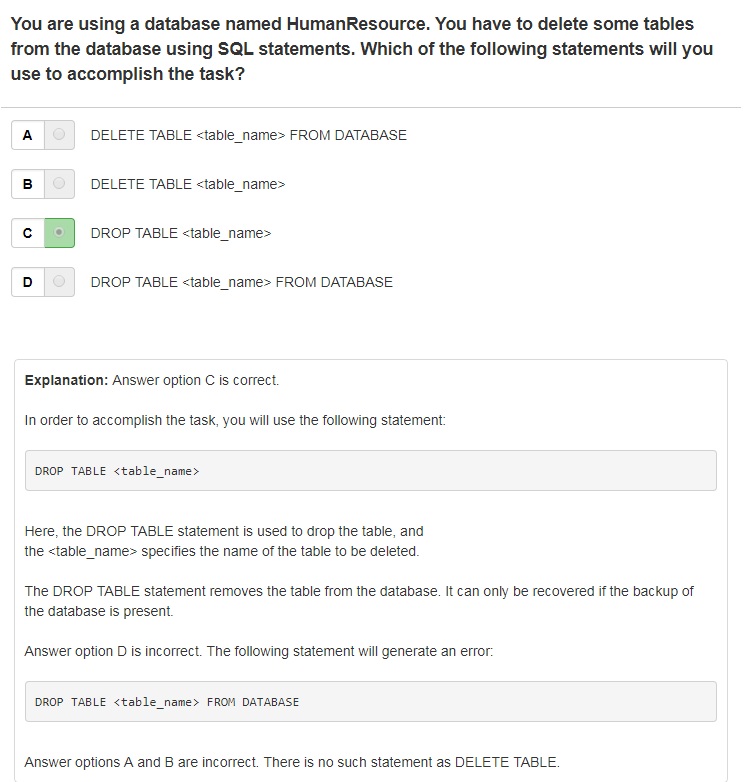 You are using a database named HumanResource. You have to delete some tables
from the database using SQL statements. Which of the following statements will you
use to accomplish the task?
A DELETE TABLE <table_name> FROM DATABASE
B DELETE TABLE <table_name>
C DROP TABLE <table_name>
D DROP TABLE <table_name> FROM DATABASE
Explanation: Answer option C is correct.
In order to accomplish the task, you will use the following statement:
DROP TABLE <table_name>
Here, the DROP TABLE statement is used to drop the table, and
the <table_name> specifies the name of the table to be deleted.
The DROP TABLE statement removes the table from the database. It can only be recovered if the backup of
the database is present.
Answer option D is incorrect. The following statement will generate an error:
DROP TABLE <table_name> FROM DATABASE
Answer options A and B are incorrect. There is no such statement as DELETE TABLE.